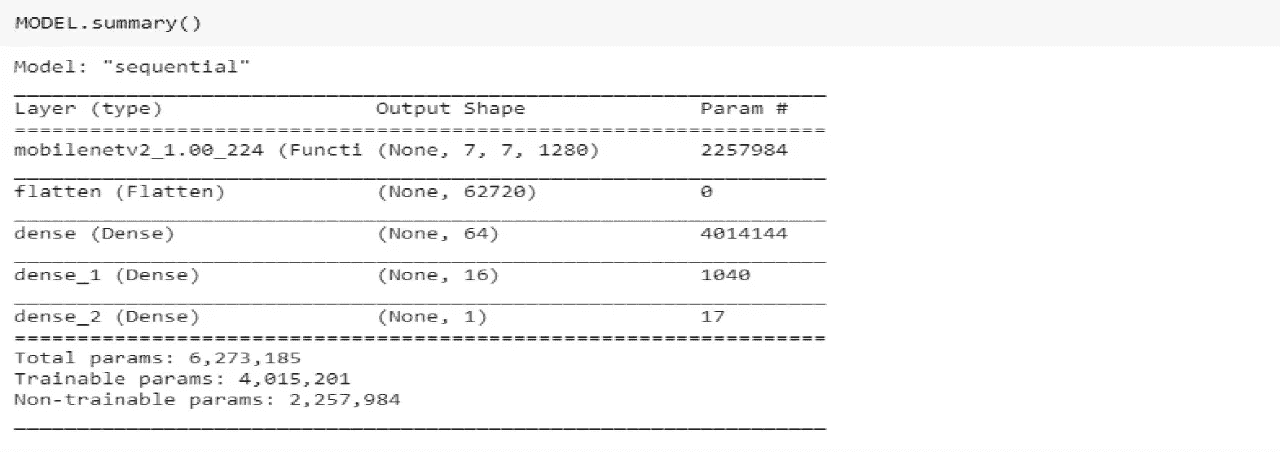 MODEL.summary()
Model: "sequential"
Layer (type) Output Shape Param #
mobilenetv2_1.00_224 (Functi (None, 7, 7, 1280) 2257984
flatten (Flatten) (None, 62720) 0
dense (Dense) (None, 64) 4014144
dense_1 (Dense) (None, 16) 1040
dense_2 (Dense) (None, 1) 17
Total params: 6,273,185
Trainable params: 4,015,201
Non-trainable params: 2,257,984